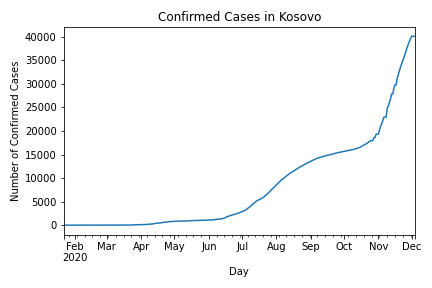 Confirmed Cases in Kosovo
Number of Confirmed Cases
40000
35000
30000
25000
20000
15000
10000
5000
0
Feb Mar Apr May Jun Jul Aug Sep Oct Nov Dec
2020
Day